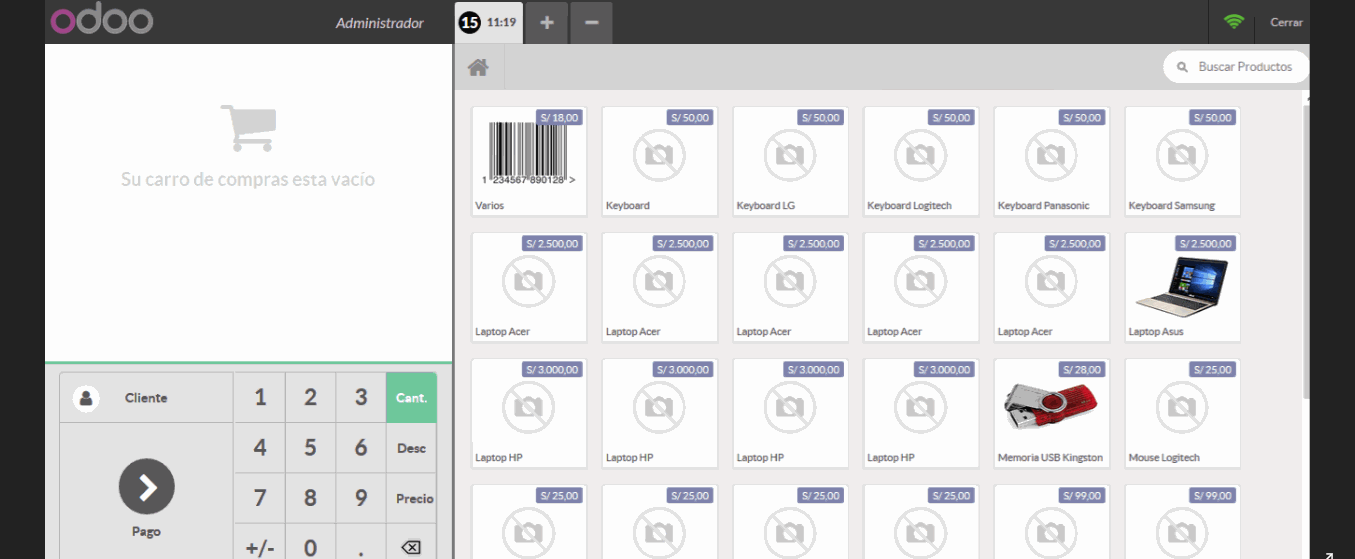 odoo
Administrador
15 11:19
+
−
Cerrar
Buscar Productos
Su carro de compras esta vacío
S/ 18,00
S/ 50,00
S/ 50,00
S/ 50,00
S/ 50,00
S/ 50,00
1 234567 890128 >
Varios
Keyboard
Keyboard LG
Keyboard Logitech
Keyboard Panasonic
Keyboard Samsung
S/ 2.500,00
S/ 2.500,00
S/ 2.500,00
S/ 2.500,00
S/ 2.500,00
S/ 2.500,00
Laptop Acer
Laptop Acer
Laptop Acer
Laptop Acer
Laptop Acer
Laptop Asus
S/ 3.000,00
S/ 3.000,00
S/ 3.000,00
S/ 3.000,00
S/ 28,00
S/ 25,00
Laptop HP
Laptop HP
Laptop HP
Laptop HP
Memoria USB Kingston
Mouse Logitech
S/ 25,00
S/ 25,00
S/ 25,00
S/ 25,00
S/ 99,00
S/ 99,00
Cliente
1 2 3 Cant.
4 5 6 Desc
7 8 9 Precio
Pago
+/- 0 .